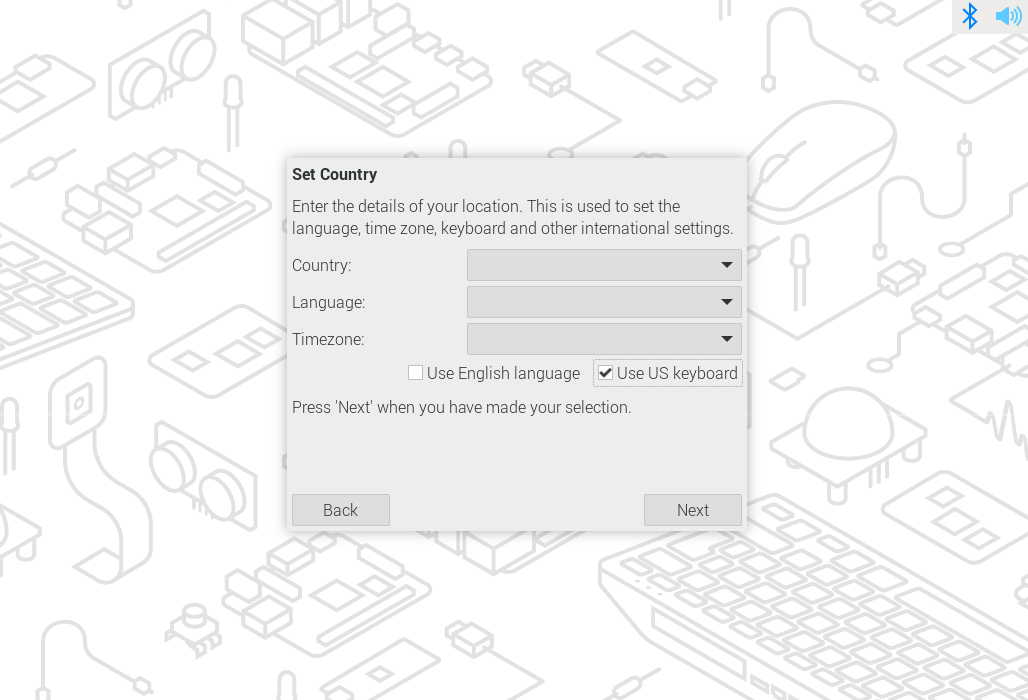 Set Country
Enter the details of your location. This is used to set the
language, time zone, keyboard and other international settings.
Country:
Language:
Timezone:
Use English language Use US keyboard
Press 'Next' when you have made your selection.
Back Next